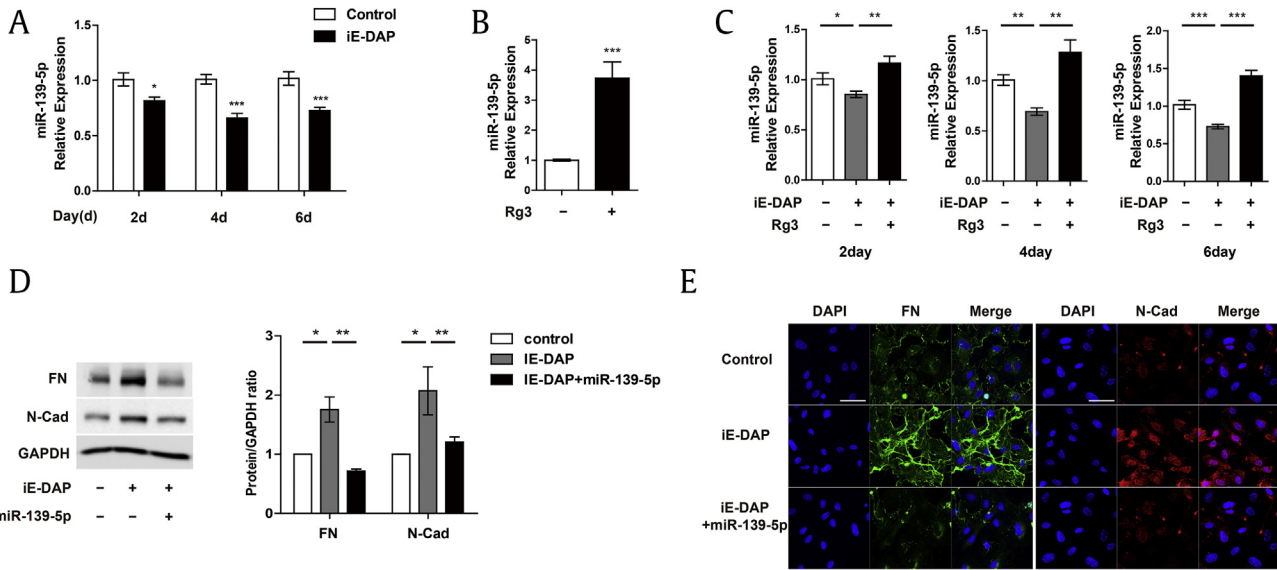 A
Control
iE-DAP
miR-139-5p
Relative Expression
1.5
1.0
0.5
0.0
*
***
***
Day(d)
2d
4d
6d
B
miR-139-5p
Relative Expression
5
4
3
2
1
0
***
Rg3
−
+
C
miR-139-5p
Relative Expression
1.5
1.0
0.5
0.0
*
**
iE-DAP
−
+
+
Rg3
−
−
+
2day
miR-139-5p
Relative Expression
1.5
1.0
0.5
0.0
**
**
iE-DAP
−
+
+
Rg3
−
−
+
4day
miR-139-5p
Relative Expression
2.0
1.5
1.0
0.5
0.0
***
***
iE-DAP
−
+
+
Rg3
−
−
+
6day
D
FN
N-Cad
GAPDH
iE-DAP
−
+
+
miR-139-5p
−
−
+
Protein/GAPDH ratio
3
2
1
0
*
**
*
**
FN
N-Cad
control
IE-DAP
IE-DAP+miR-139-5p
E
DAPI
FN
Merge
DAPI
N-Cad
Merge
Control
iE-DAP
iE-DAP
+miR-139-5p